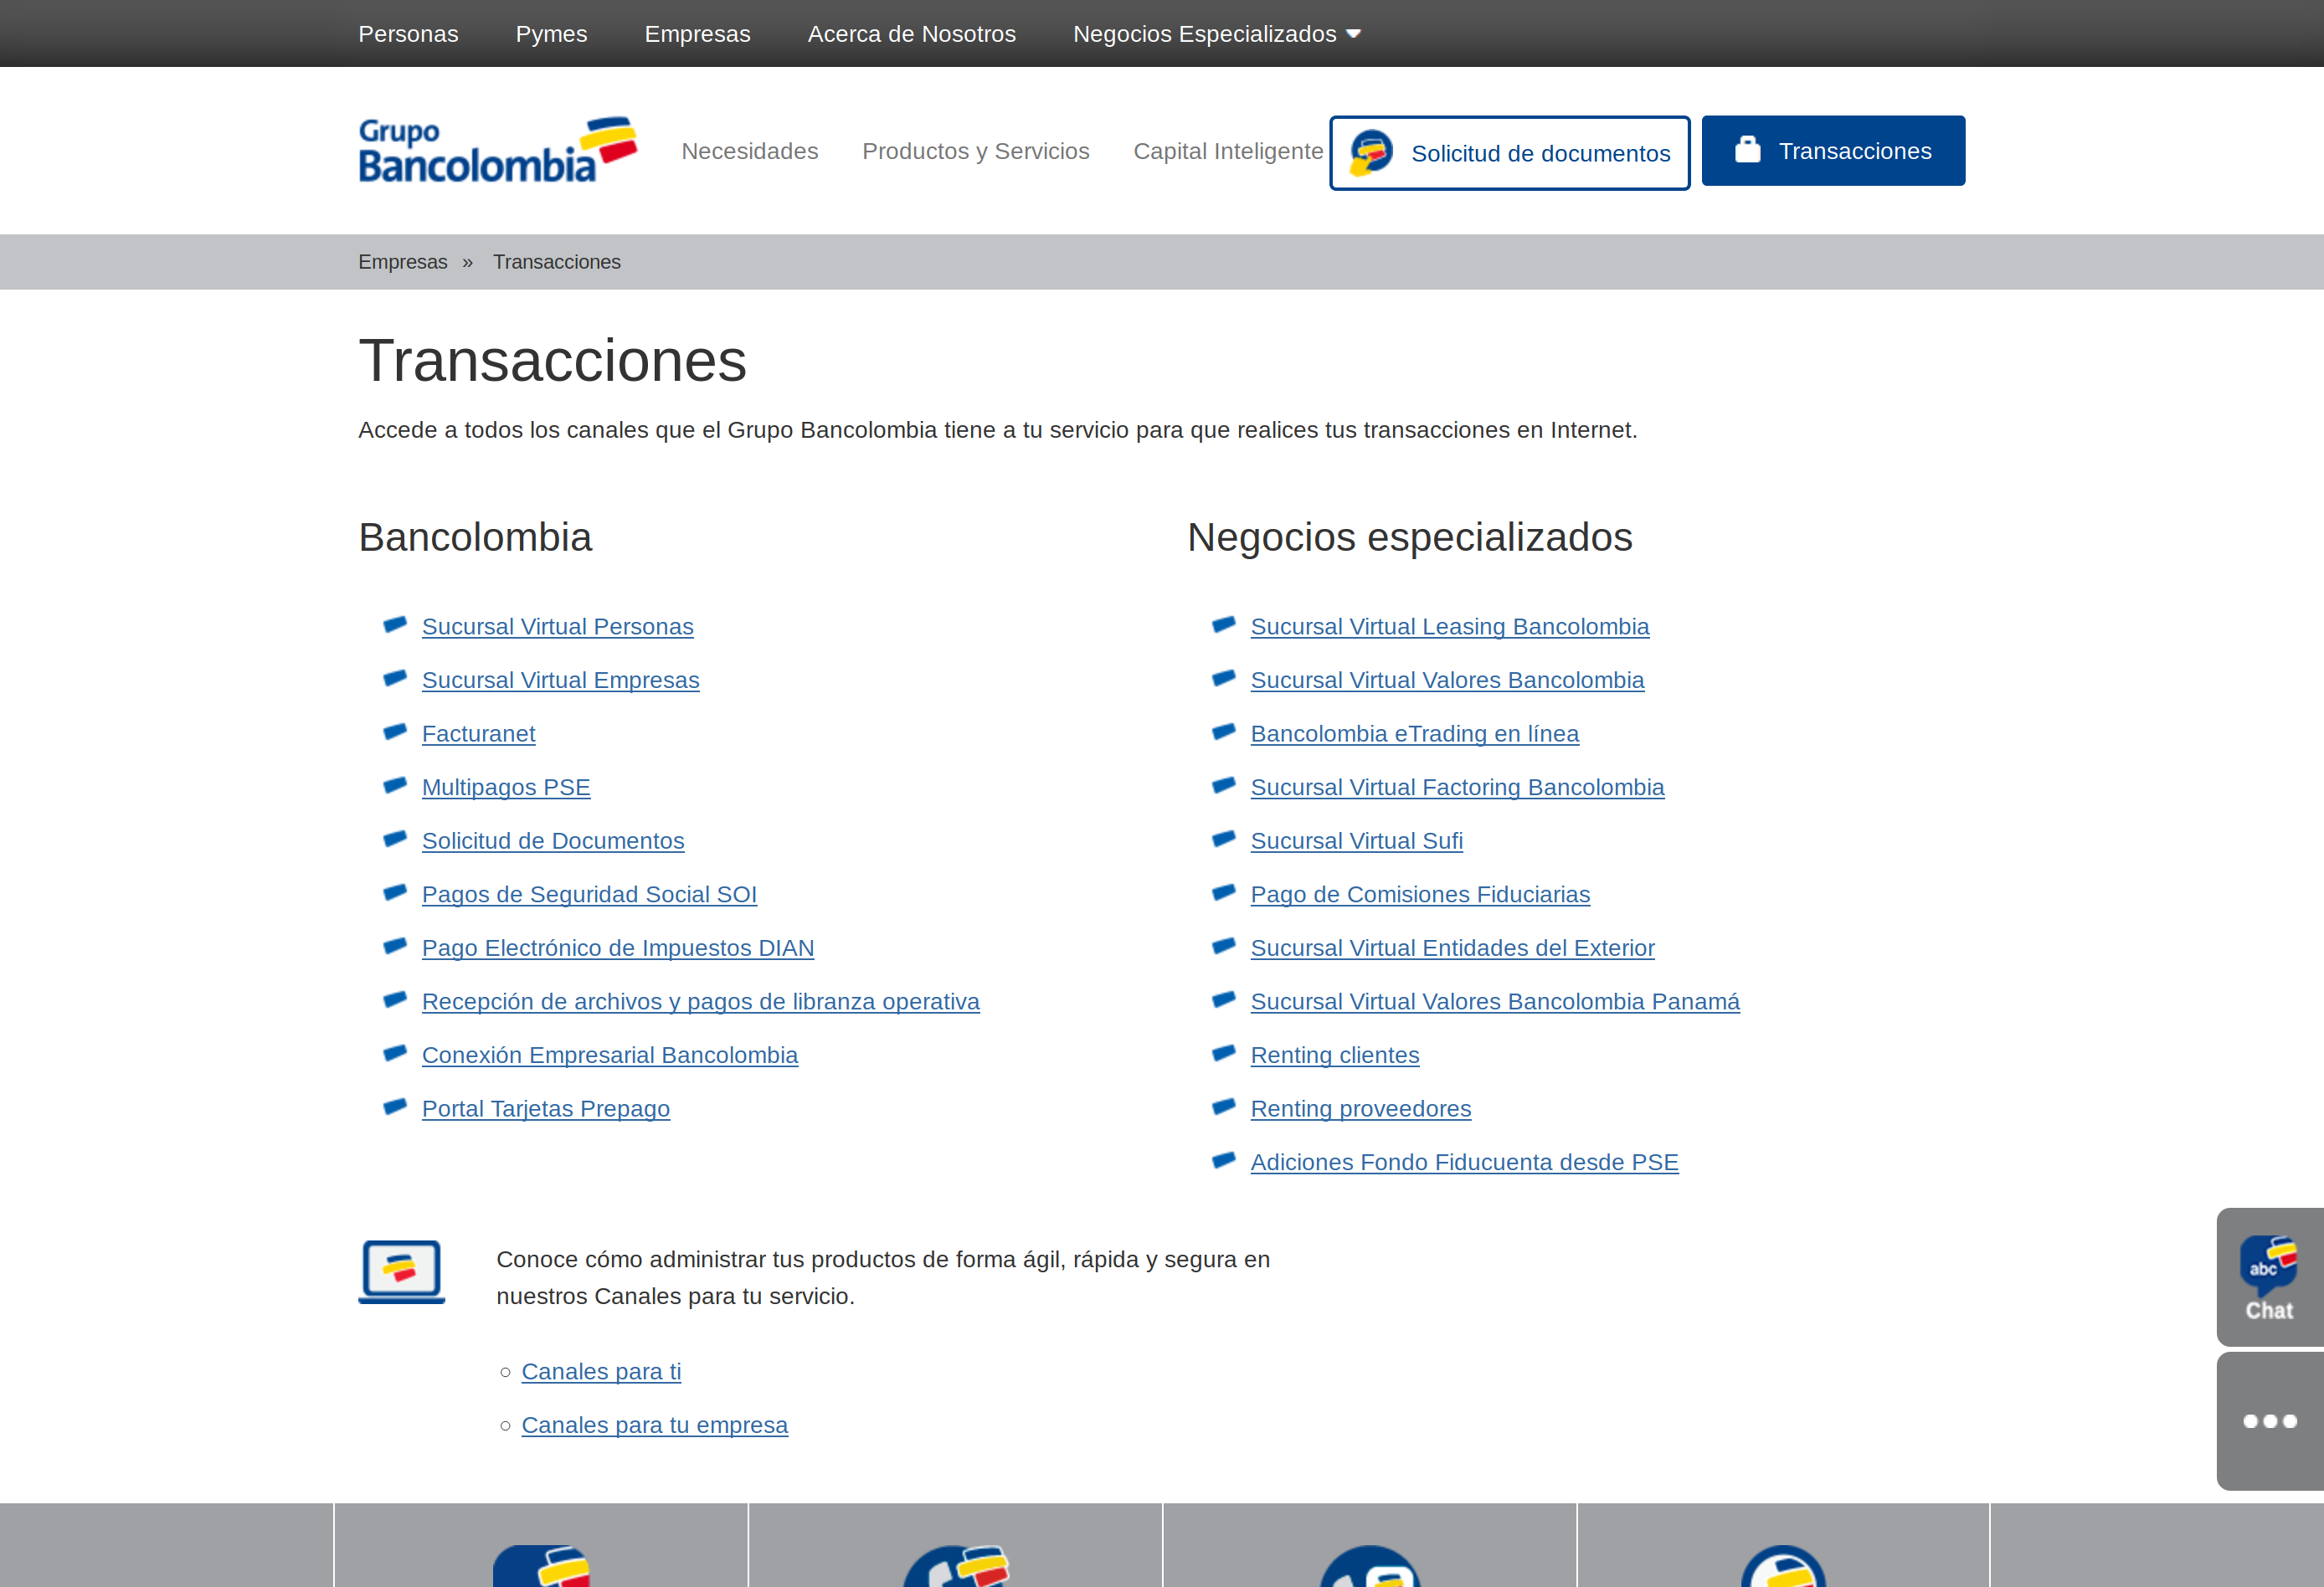 Personas Pymes Empresas Acerca de Nosotros Negocios Especializados
Grupo
Bancolombia
Necesidades Productos y Servicios Capital Inteligente Solicitud de documentos Transacciones
Empresas » Transacciones
Transacciones
Accede a todos los canales que el Grupo Bancolombia tiene a tu servicio para que realices tus transacciones en Internet.
Bancolombia
Sucursal Virtual Personas
Sucursal Virtual Empresas
Facturanet
Multipagos PSE
Solicitud de Documentos
Pagos de Seguridad Social SOI
Pago Electrónico de Impuestos DIAN
Recepción de archivos y pagos de libranza operativa
Conexión Empresarial Bancolombia
Portal Tarjetas Prepago
Negocios especializados
Sucursal Virtual Leasing Bancolombia
Sucursal Virtual Valores Bancolombia
Bancolombia eTrading en línea
Sucursal Virtual Factoring Bancolombia
Sucursal Virtual Sufi
Pago de Comisiones Fiduciarias
Sucursal Virtual Entidades del Exterior
Sucursal Virtual Valores Bancolombia Panamá
Renting clientes
Renting proveedores
Adiciones Fondo Fiducuenta desde PSE
Conoce cómo administrar tus productos de forma ágil, rápida y segura en
nuestros Canales para tu servicio.
Canales para ti
Canales para tu empresa
abc
Chat